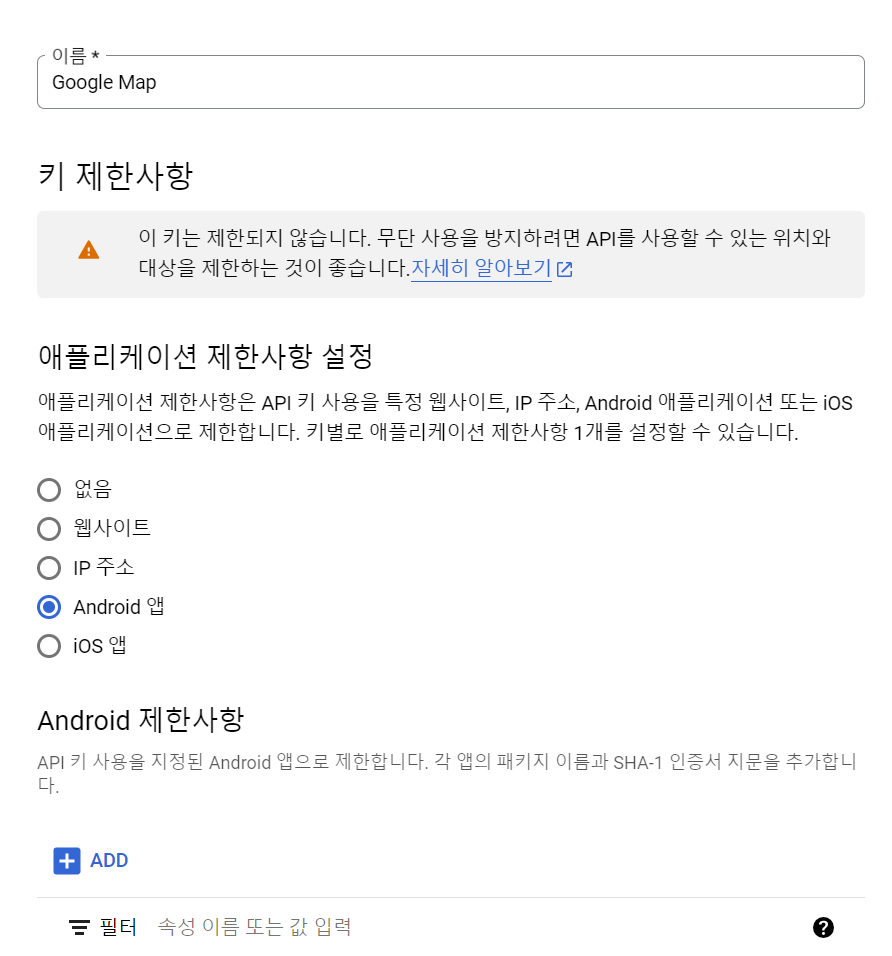 이름 *
Google Map
키 제한사항
이 키는 제한되지 않습니다. 무단 사용을 방지하려면 API를 사용할 수 있는 위치와
대상을 제한하는 것이 좋습니다.자세히 알아보기
애플리케이션 제한사항 설정
애플리케이션 제한사항은 API 키 사용을 특정 웹사이트, IP 주소, Android 애플리케이션 또는 iOS
애플리케이션으로 제한합니다. 키별로 애플리케이션 제한사항 1개를 설정할 수 있습니다.
없음
웹사이트
IP 주소
Android 앱
iOS 앱
Android 제한사항
API 키 사용을 지정된 Android 앱으로 제한합니다. 각 앱의 패키지 이름과 SHA-1 인증서 지문을 추가합니
다.
ADD
필터 속성 이름 또는 값 입력